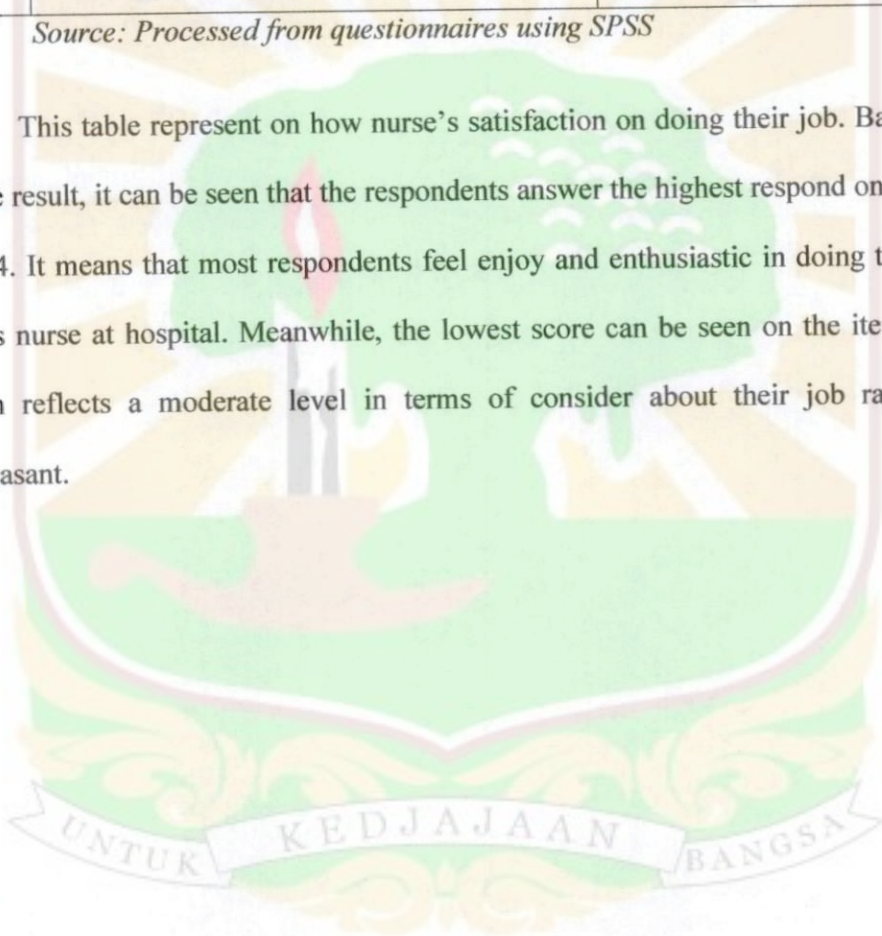 Source: Processed from questionnaires using SPSS
This table represent on how nurse's satisfaction on doing their job. Ba
result, it can be seen that the respondents answer the highest respond on
4. It means that most respondents feel enjoy and enthusiastic in doing t
s nurse at hospital. Meanwhile, the lowest score can be seen on the ite
reflects a moderate level in terms of consider about their job ra
asant.
UNTUK KEDJAJAAN BANGSA